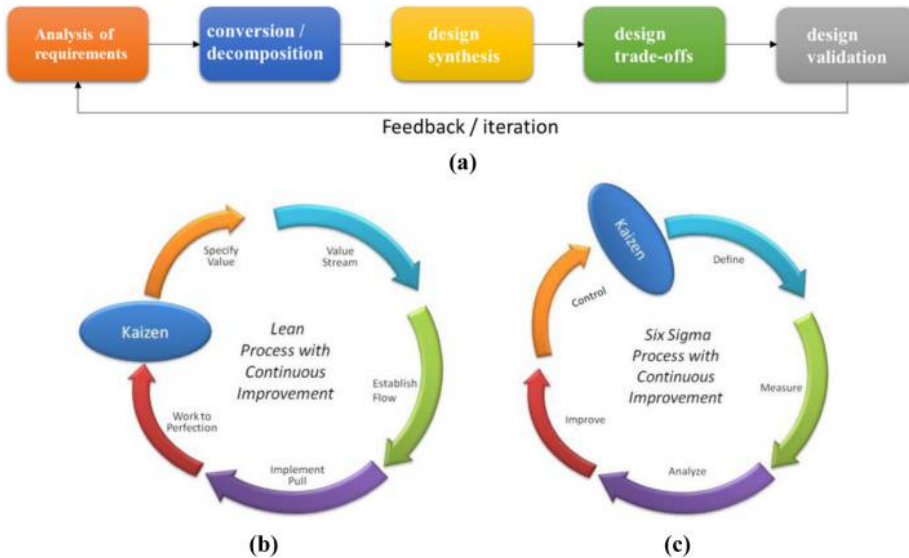 Analysis of
requirements
conversion /
decomposition
design
synthesis
design
trade-offs
design
validation
Feedback / iteration
(a)
Specify
Value
Value
Stream
Kaizen
Lean
Process with
Continuous
Improvement
Establish
Flow
Work to
Perfection
Implement
Pull
(b)
Kaizen
Define
Control
Six Sigma
Process with
Continuous
Improvement
Measure
Improve
Analyze
(c)